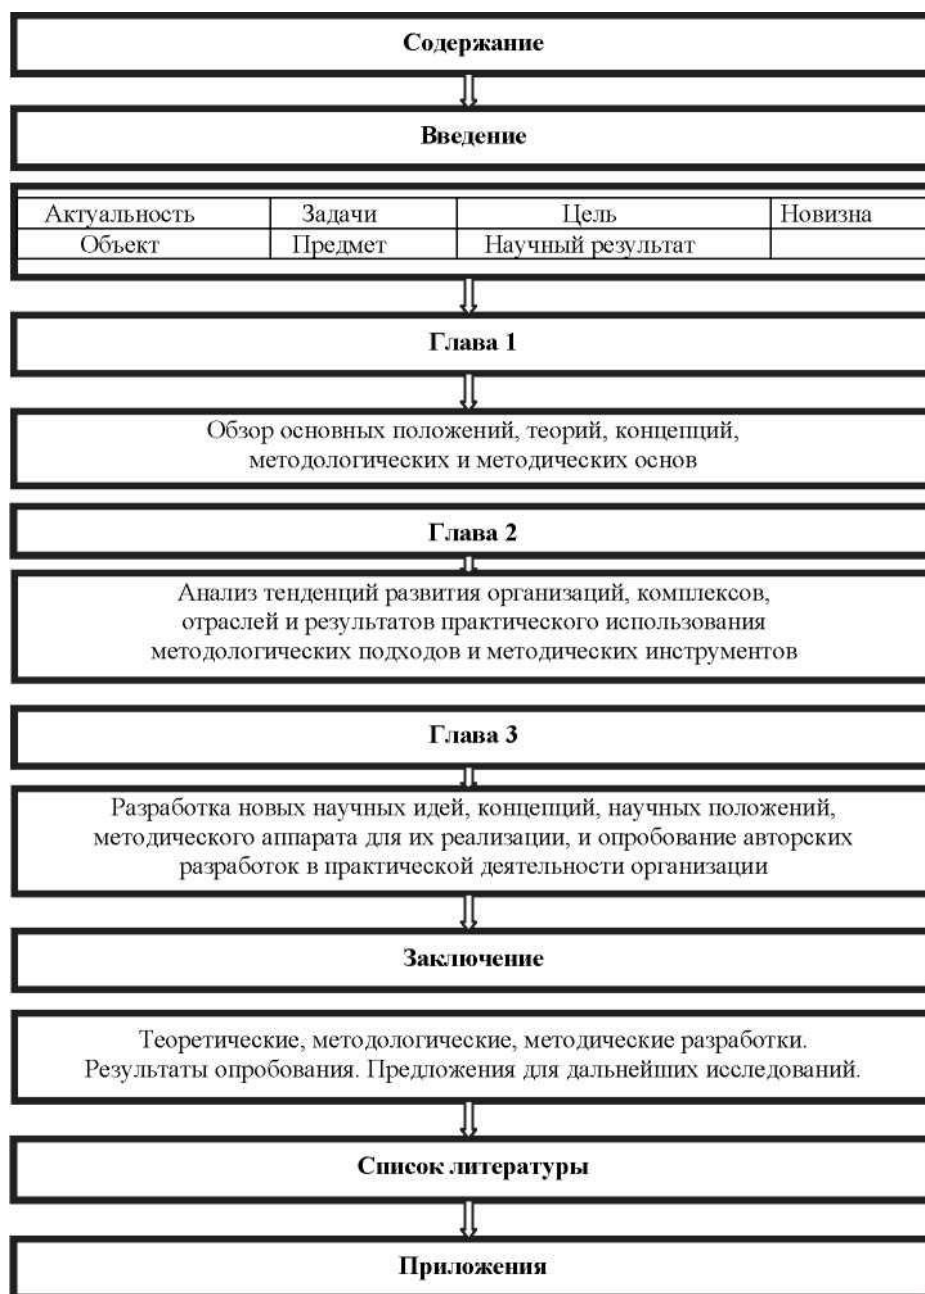 Содержание
Введение
Актуальность Задачи Цель Новизна
Объект Предмет Научный результат
Глава 1
Обзор основных положений, теорий, концепций,
методологических и методических основ
Глава 2
Анализ тенденций развития организаций, комплексов,
отраслей и результатов практического использования
методологических подходов и методических инструментов
Глава 3
Разработка новых научных идей, концепций, научных положений,
методического аппарата для их реализации, и опробование авторских
разработок в практической деятельности организации
Заключение
Теоретические, методологические, методические разработки.
Результаты опробования. Предложения для дальнейших исследований.
Список литературы
Приложения